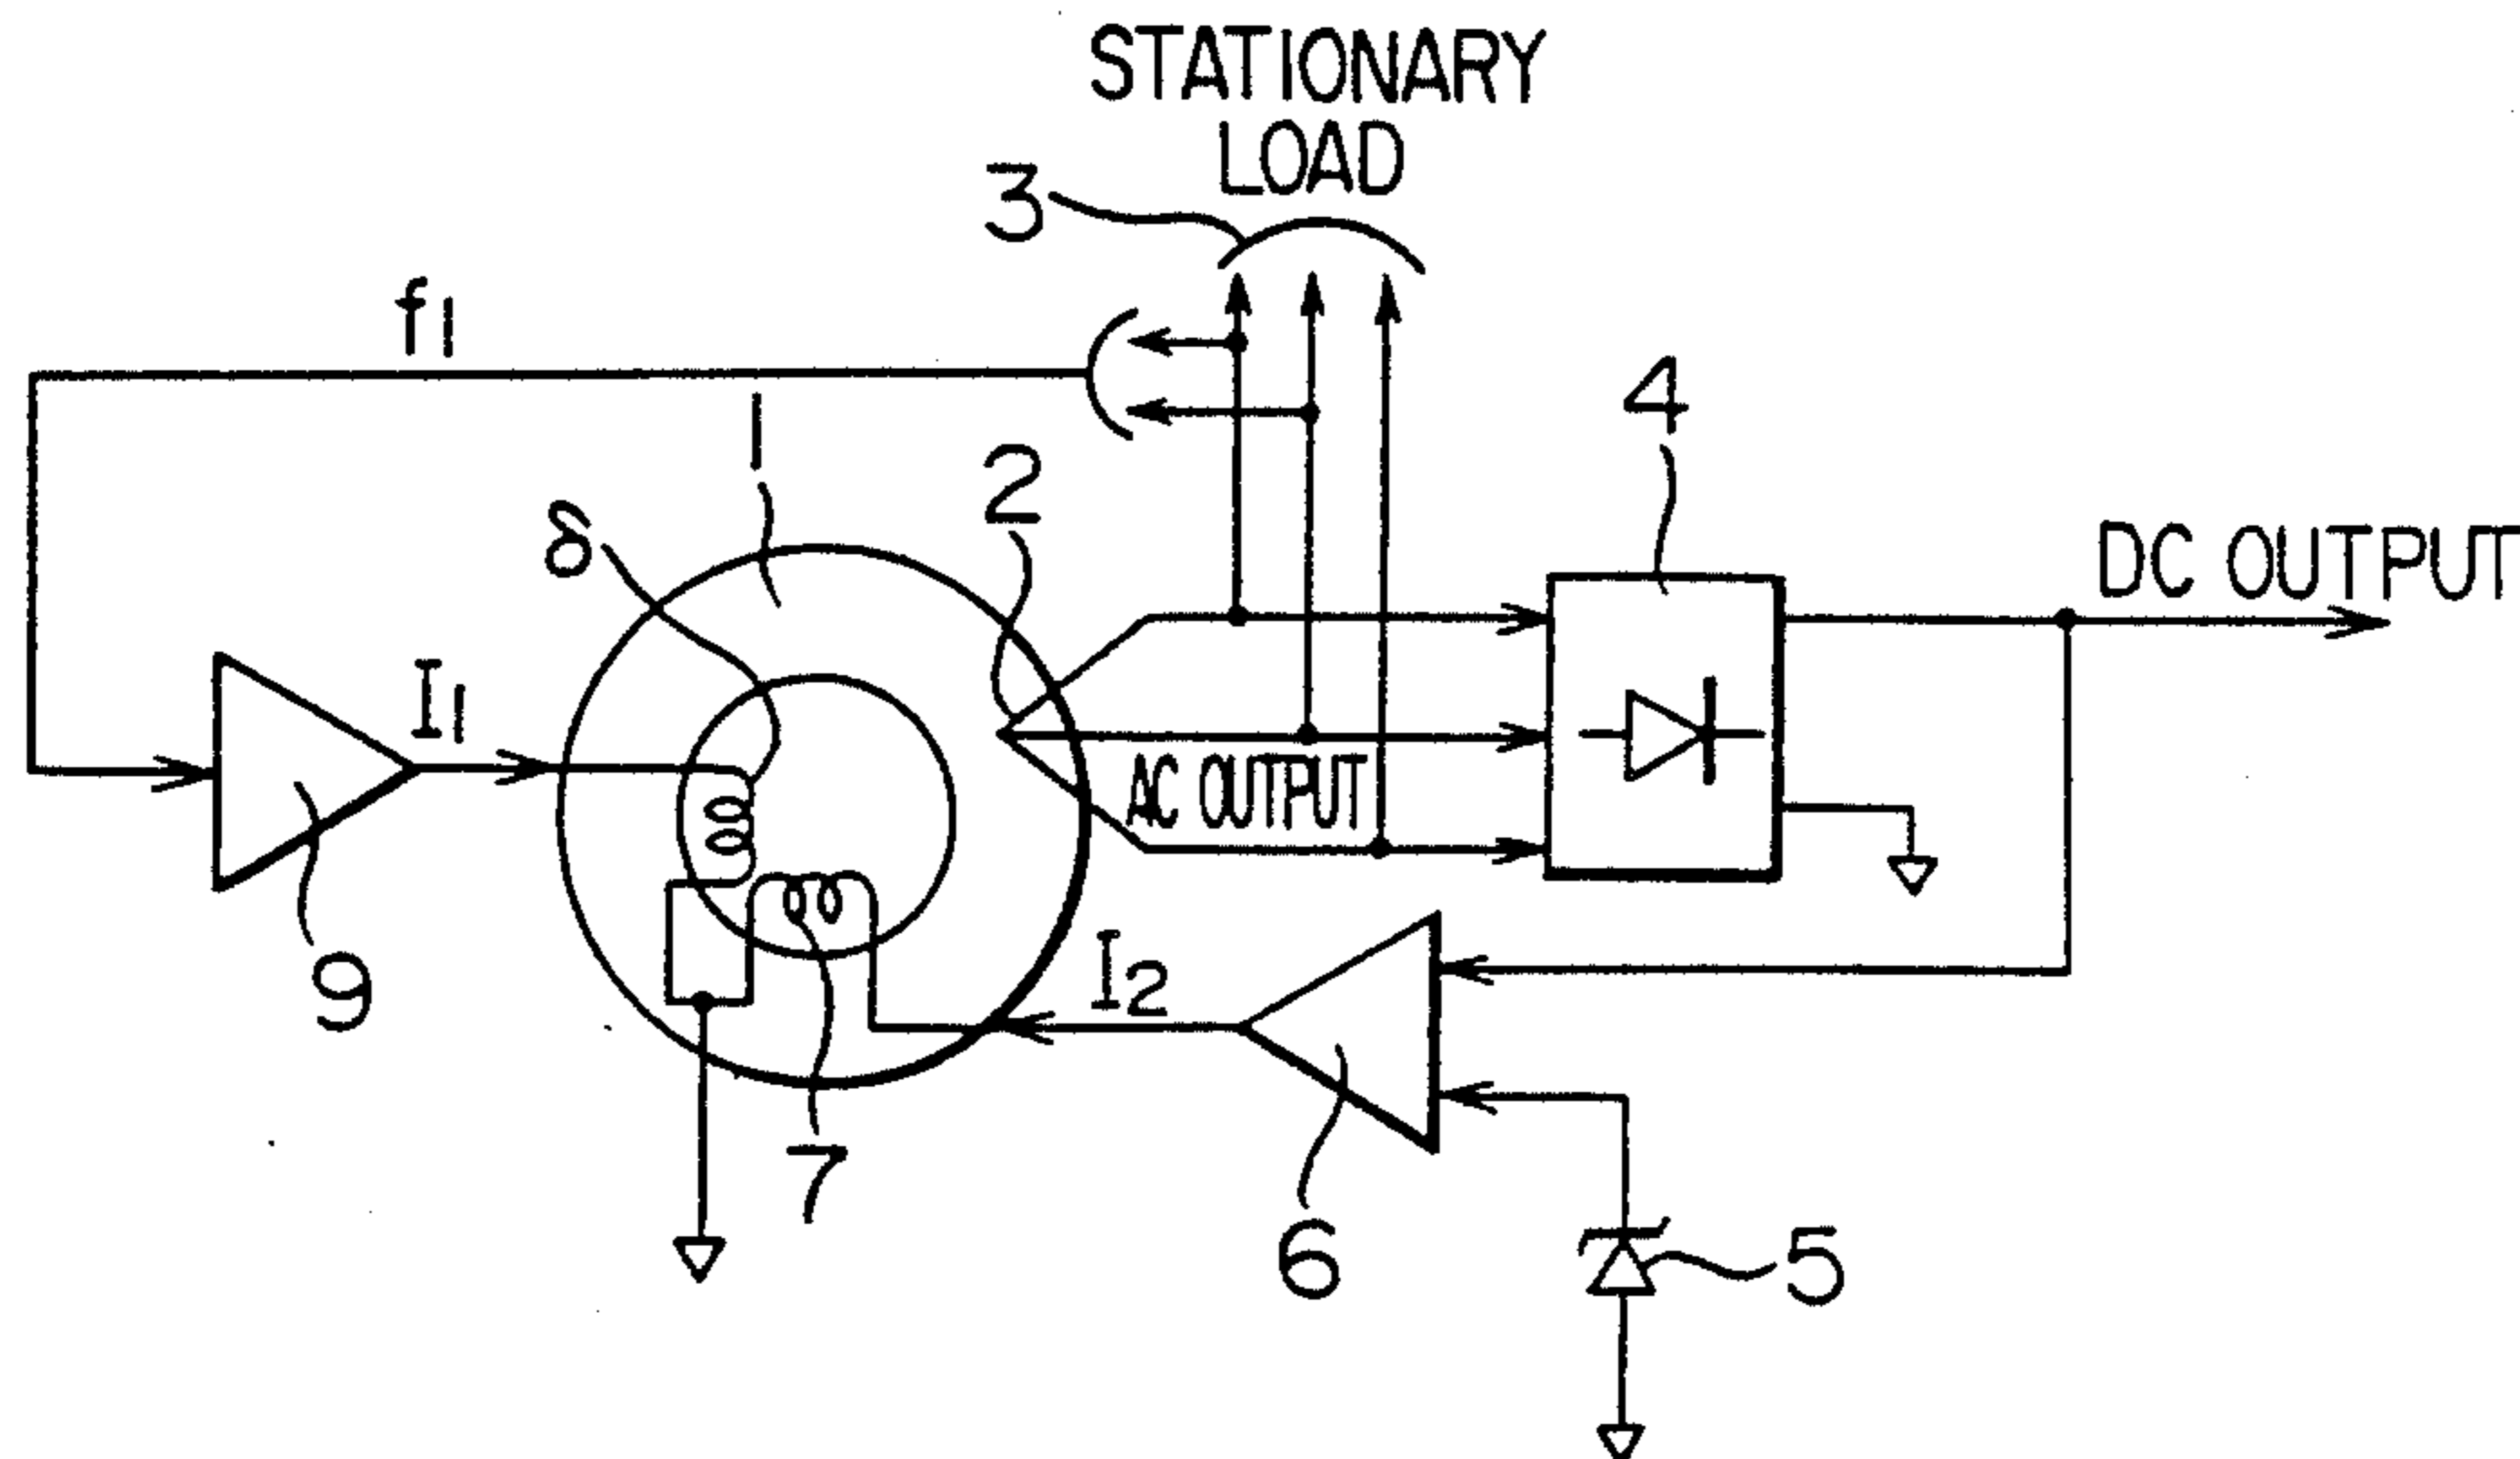 STATIONARY
LOAD
3
f1
1
2
4
δ
DC OUTPUT
I1
AC OUTPUT
9
I2
7
6
5